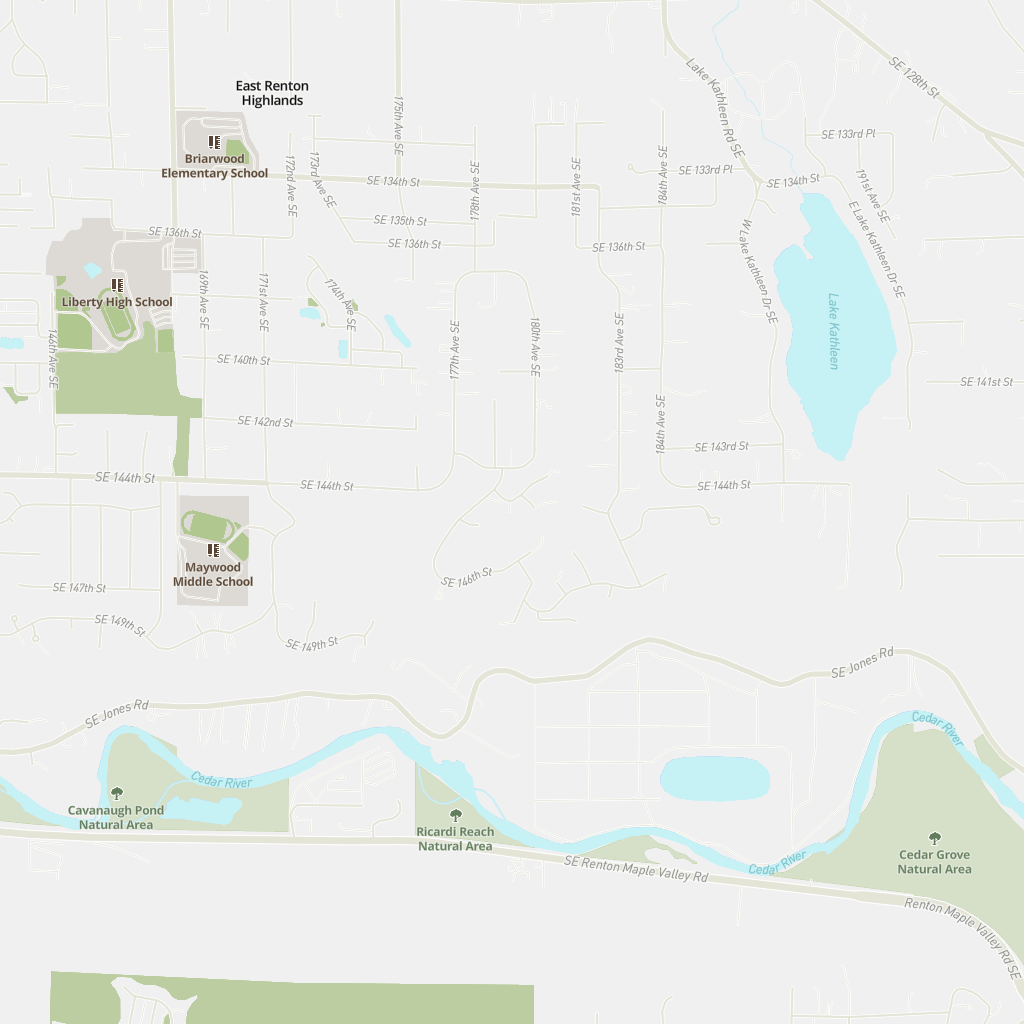 East Renton
Highlands
SE 128th St
Lake Kathleen Rd SE
175th Ave SE
SE 133rd Pl
Briarwood
Elementary School
172nd Ave SE
173rd Ave SE
178th Ave SE
181st Ave SE
184th Ave SE
SE 133rd Pl
SE 134th St
SE 134th St
191st Ave SE
SE 135th St
SE 136th St
SE 136th St
SE 136th St
W Lake Kathleen Dr SE
E Lake Kathleen Dr SE
Liberty High School
169th Ave SE
171st Ave SE
174th Ave SE
Lake Kathleen
146th Ave SE
177th Ave SE
180th Ave SE
183rd Ave SE
SE 140th St
SE 141st St
SE 142nd St
184th Ave SE
SE 143rd St
SE 144th St
SE 144th St
SE 144th St
Maywood
Middle School
SE 146th St
SE 147th St
SE 149th St
SE 149th St
SE Jones Rd
SE Jones Rd
Cedar River
Cedar River
Cavanaugh Pond
Natural Area
Ricardi Reach
Natural Area
Cedar River
Cedar Grove
Natural Area
SE Renton Maple Valley Rd
Renton Maple Valley Rd SE